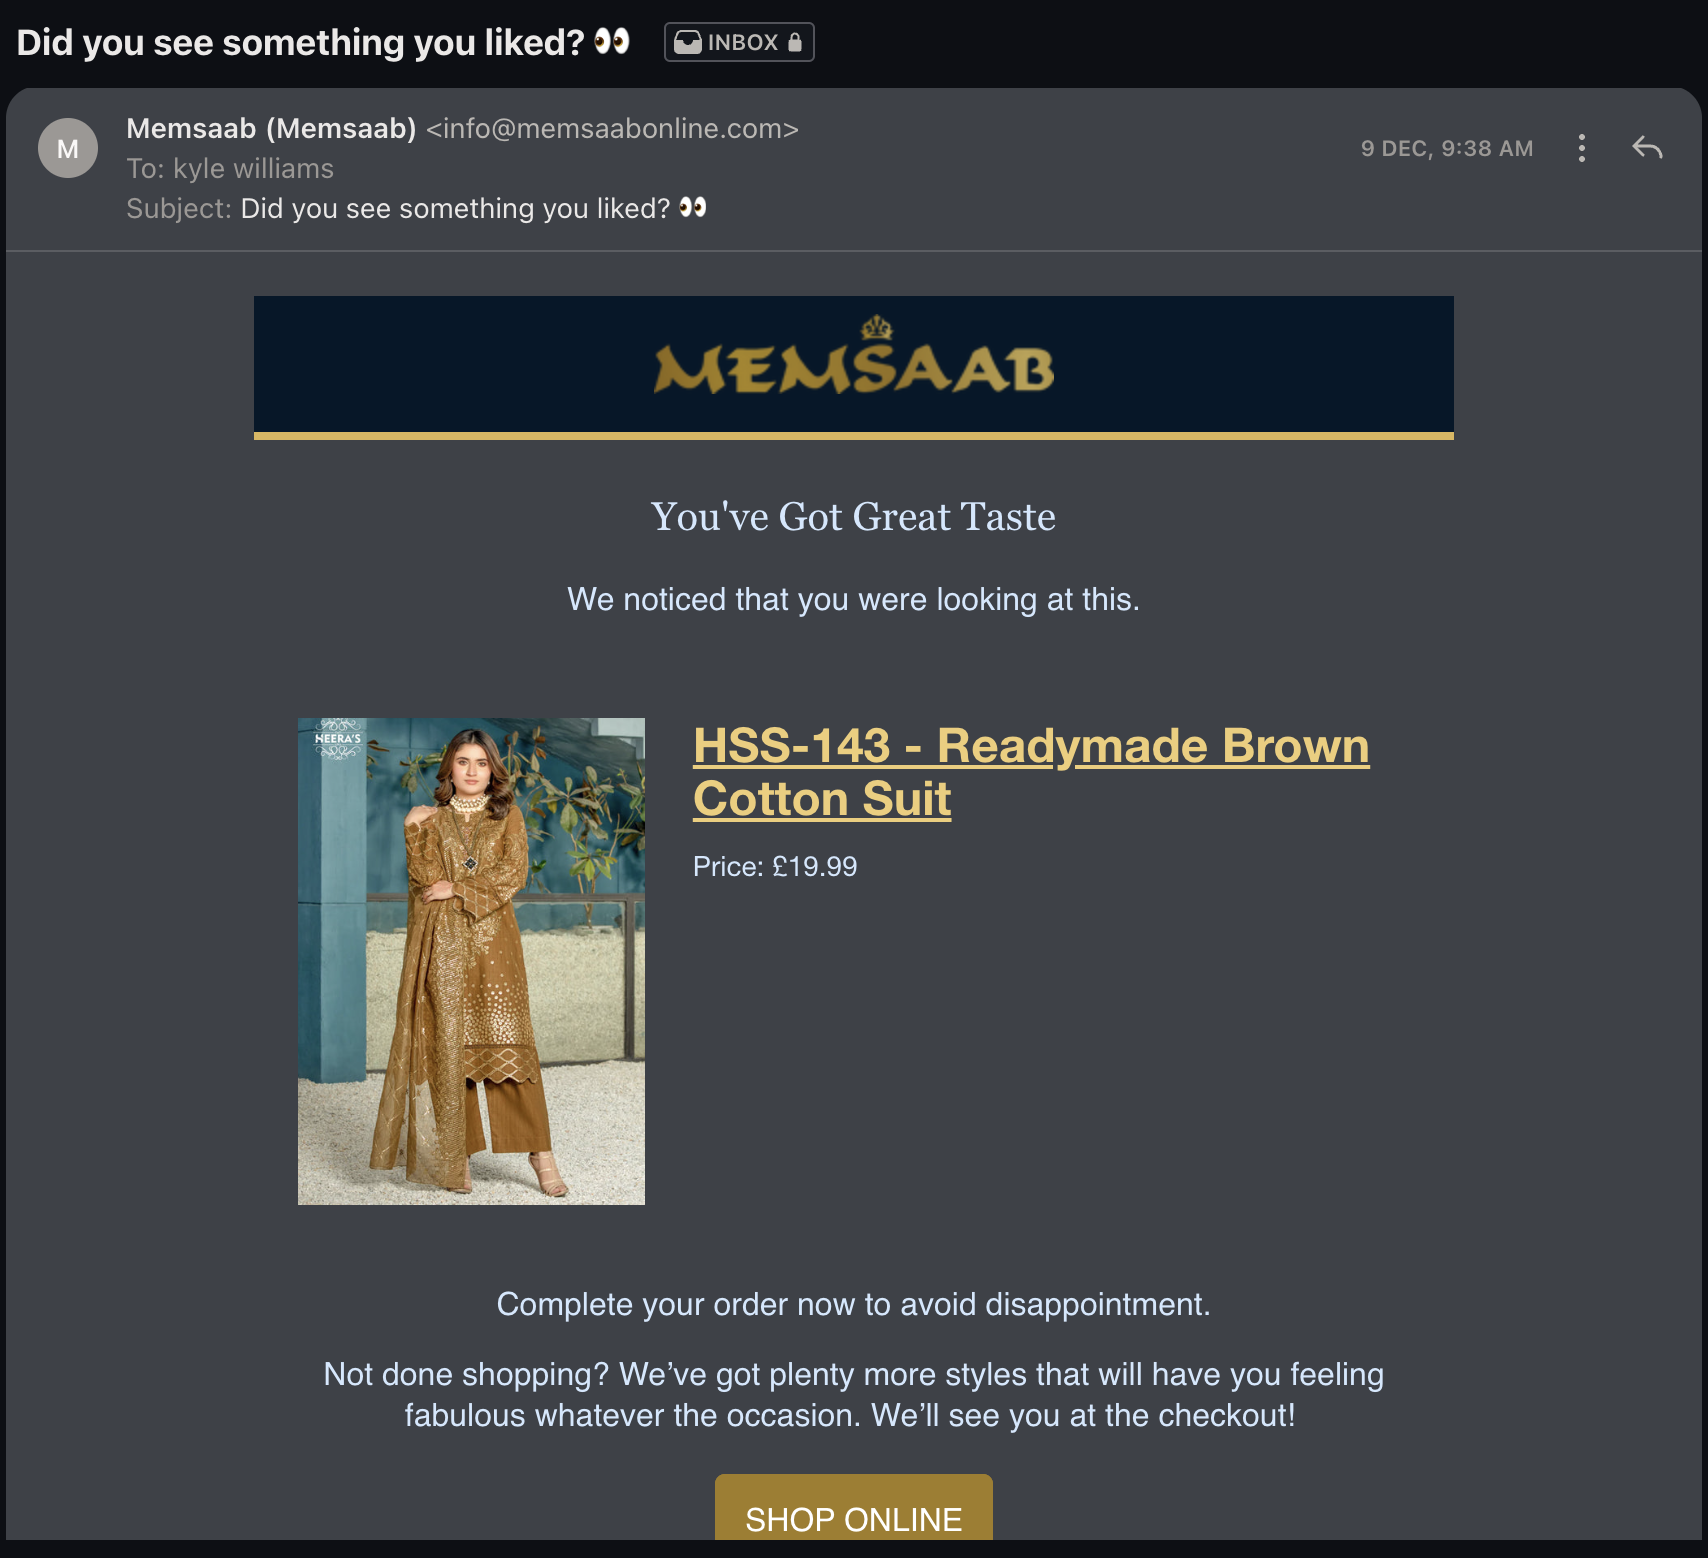 Did you see something you liked? 👀
INBOX
M
Memsaab (Memsaab) <info@memsaabonline.com>
9 DEC, 9:38 AM
To: kyle williams
Subject: Did you see something you liked? 👀
MEMSAAB
You've Got Great Taste
We noticed that you were looking at this.
HEERA'S
HSS-143 - Readymade Brown
Cotton Suit
Price: £19.99
Complete your order now to avoid disappointment.
Not done shopping? We’ve got plenty more styles that will have you feeling
fabulous whatever the occasion. We’ll see you at the checkout!
SHOP ONLINE